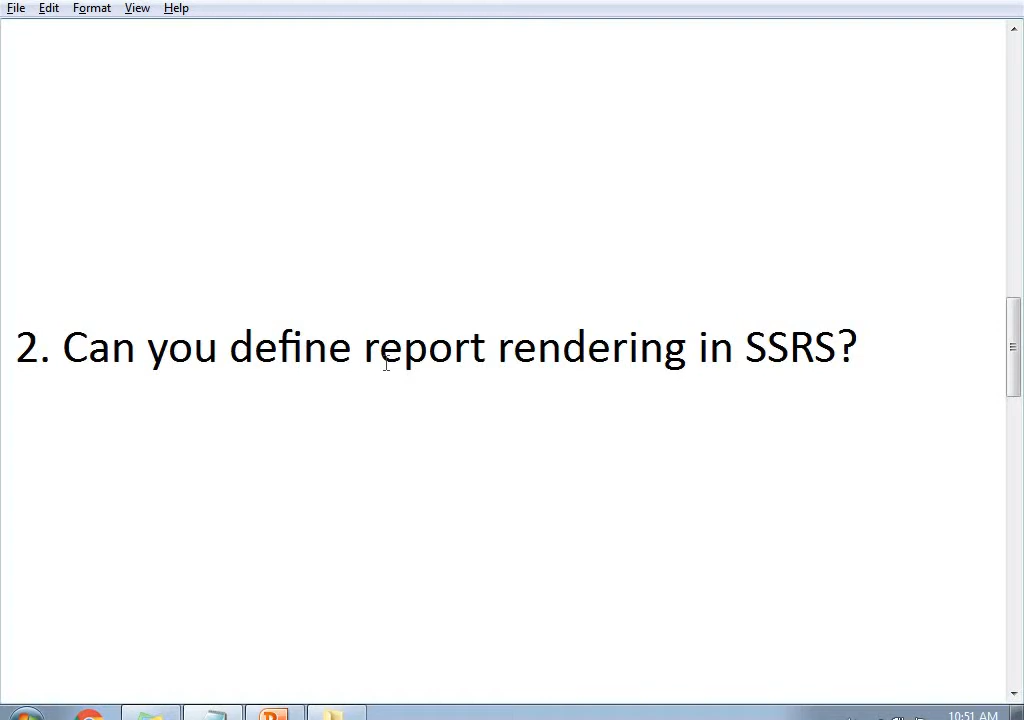 File Edit Format View Help
2. Can you define report rendering in SSRS?
10:51 AM